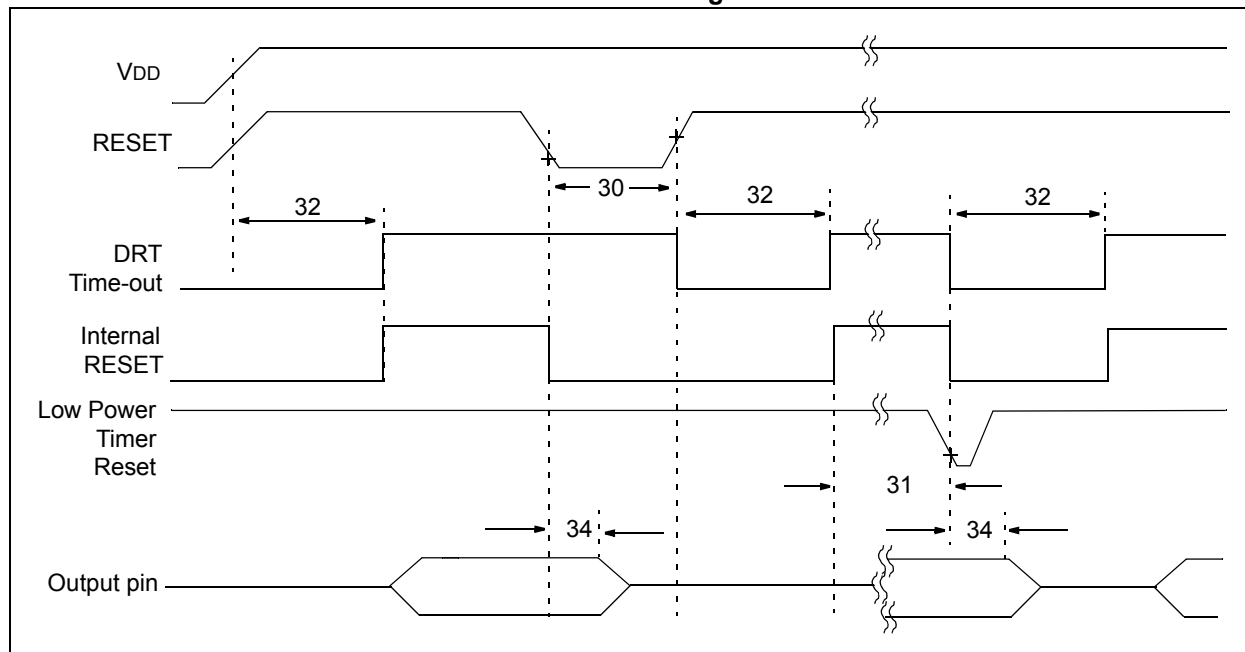 VDD
RESET
30
32
32
32
DRT
Time-out
Internal
RESET
Low Power
Timer
Reset
31
34
34
Output pin